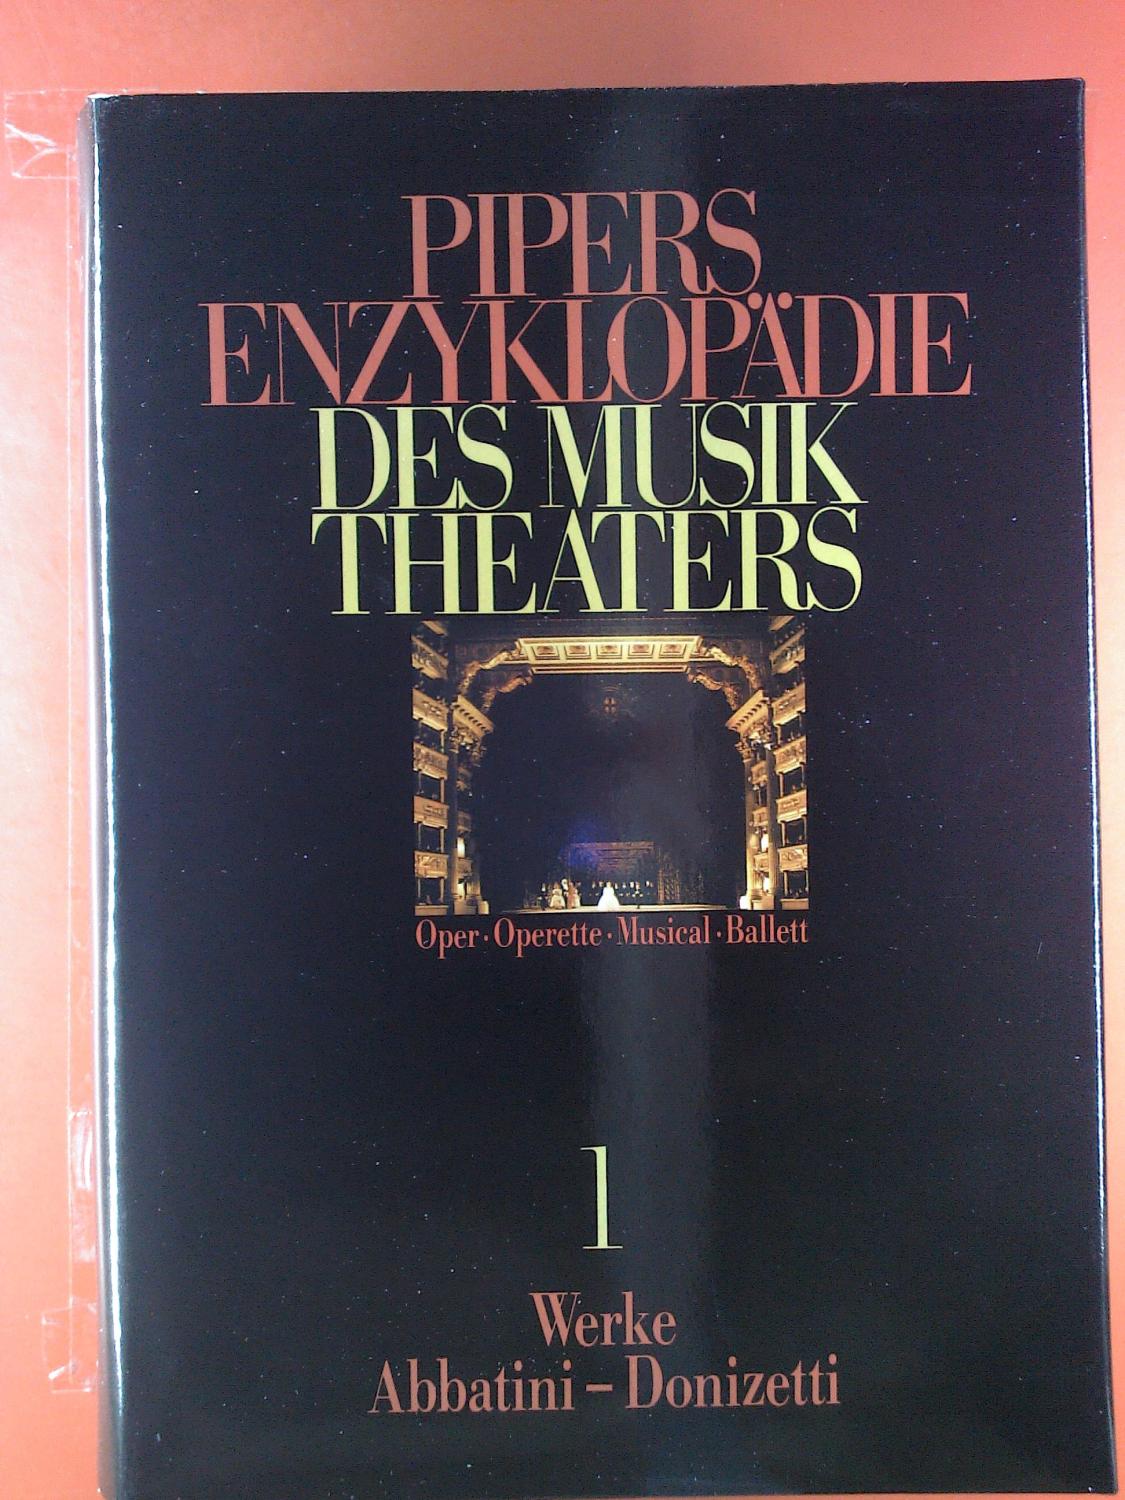 PIPERS
ENZYKLOPÄDIE
DES MUSIK
THEATERS
Oper · Operette · Musical · Ballett
1
Werke
Abbatini – Donizetti